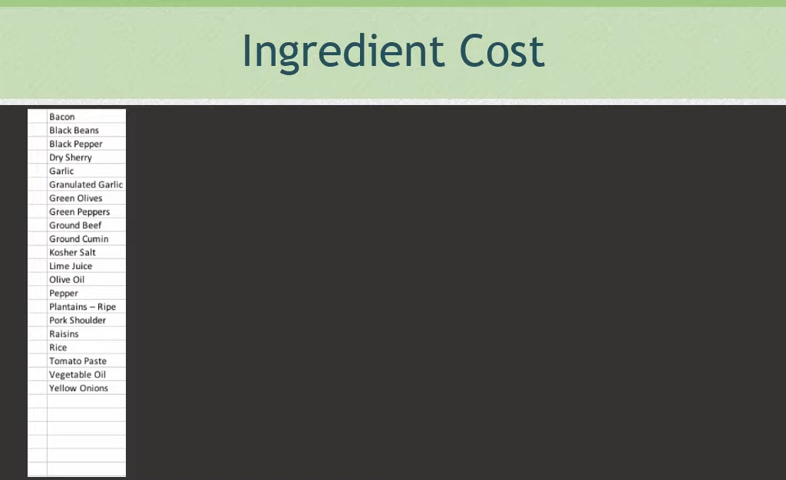 Ingredient Cost
Bacon
Black Beans
Black Pepper
Dry Sherry
Garlic
Granulated Garlic
Green Olives
Green Peppers
Ground Beef
Ground Cumin
Kosher Salt
Lime Juice
Olive Oil
Pepper
Plantains – Ripe
Pork Shoulder
Raisins
Rice
Tomato Paste
Vegetable Oil
Yellow Onions